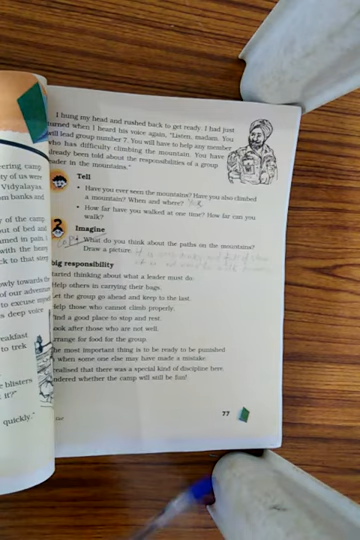 eering camp
ty of us were
Vidyalayas.
om of beds and
y of the camp
out of bed and
med in pain, I
with the heavy
ck to that step
wly towards the
of our adventure
to excuse myself
s deep voice
reakfast
to trek
e blisters
it?"
quickly."
I hung my head and rushed back to get ready. I had just
turned when I heard his voice again, "Listen, madam. You
will lead group number 7. You will have to help any member
who has difficulty climbing the mountain. You have
already been told about the responsibilities of a group
leader in the mountains."
Tell
• Have you ever seen the mountains? Have you also climbed
a mountain? When and where?
• How far have you walked at one time? How far can you
walk?
Imagine
• What do you think about the paths on the mountains?
Draw a picture.
big responsibility
started thinking about what a leader must do:
Help others in carrying their bags.
Let the group go ahead and keep to the last.
Help those who cannot climb properly.
Find a good place to stop and rest.
Look after those who are not well.
Arrange for food for the group.
The most important thing is to be ready to be punished
when some one else may have made a mistake.
realised that there was a special kind of discipline here.
ndered whether the camp will still be fun!
77